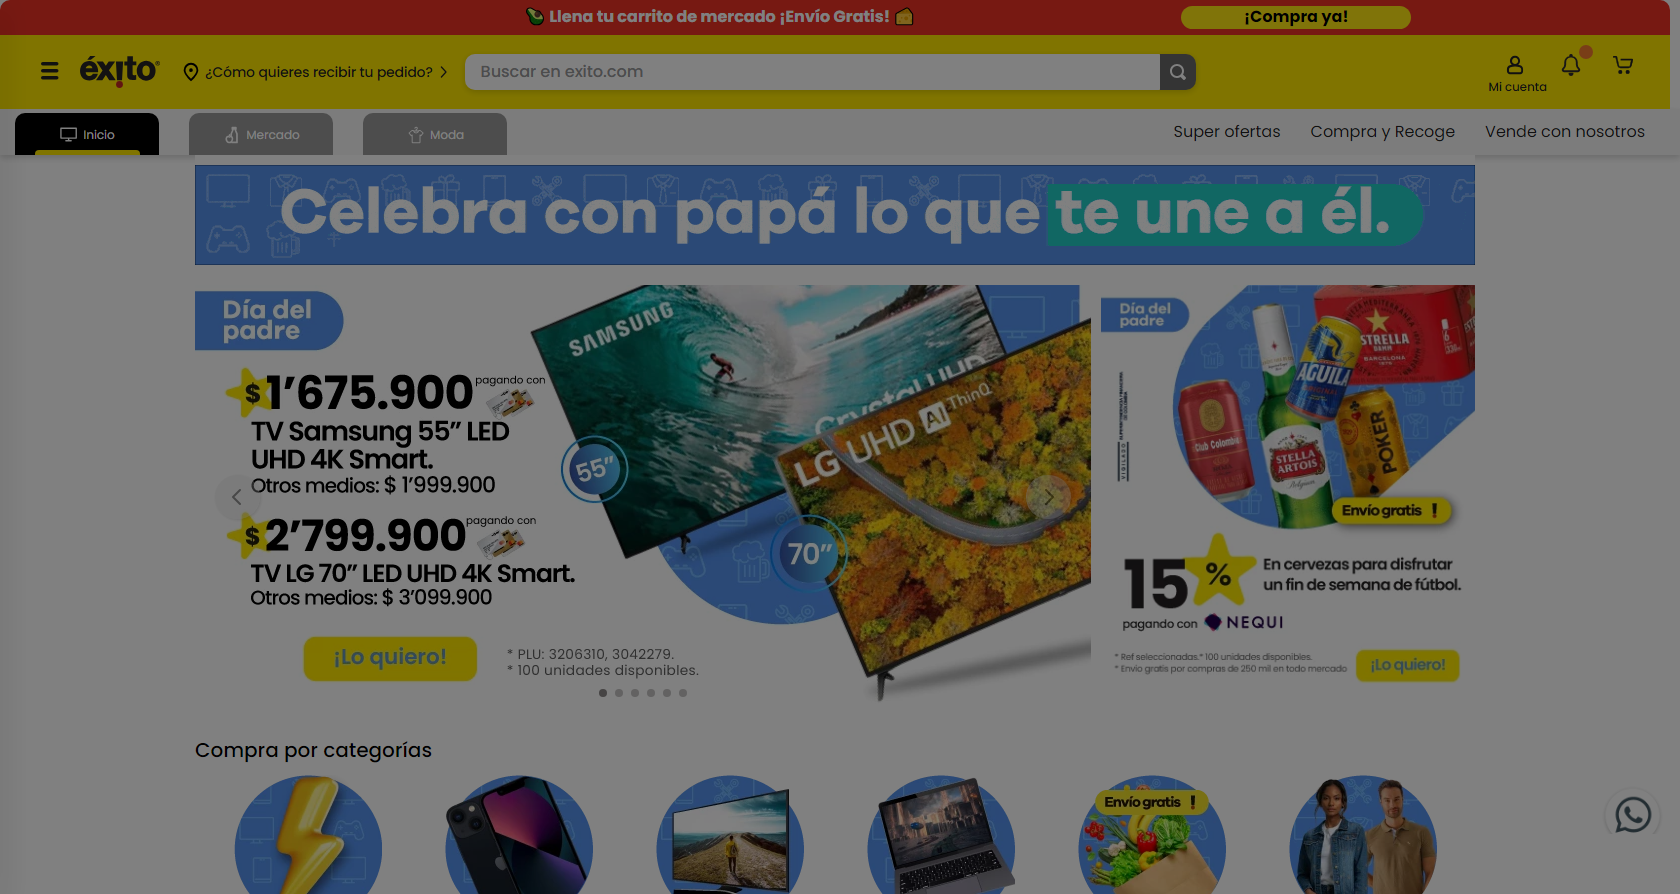 Llena tu carrito de mercado ¡Envío Gratis!
¡Compra ya!
éxito
¿Cómo quieres recibir tu pedido?
Buscar en exito.com
Mi cuenta
Inicio
Mercado
Moda
Super ofertas
Compra y Recoge
Vende con nosotros
Celebra con papá lo que te une a él.
Día del
padre
$1'675.900 pagando con
TV Samsung 55" LED
UHD 4K Smart.
Otros medios: $ 1'999.900
$2'799.900 pagando con
TV LG 70" LED UHD 4K Smart.
Otros medios: $ 3'099.900
¡Lo quiero!
* PLU: 3206310, 3042279.
* 100 unidades disponibles.
SAMSUNG
Crystal UHD
LG UHD AI ThinQ
55"
70"
Día del
padre
VIGILADO
ESTRELLA
DAMM
BARCELONA
AGUILA
Club Colombia
STELLA
ARTOIS
POKER
Envío gratis !
15%
En cervezas para disfrutar
un fin de semana de fútbol.
pagando con NEQUI
* Ref seleccionadas.* 100 unidades disponibles.
* Envío gratis por compras de 250 mil en todo mercado
¡Lo quiero!
Compra por categorías
Envío gratis !